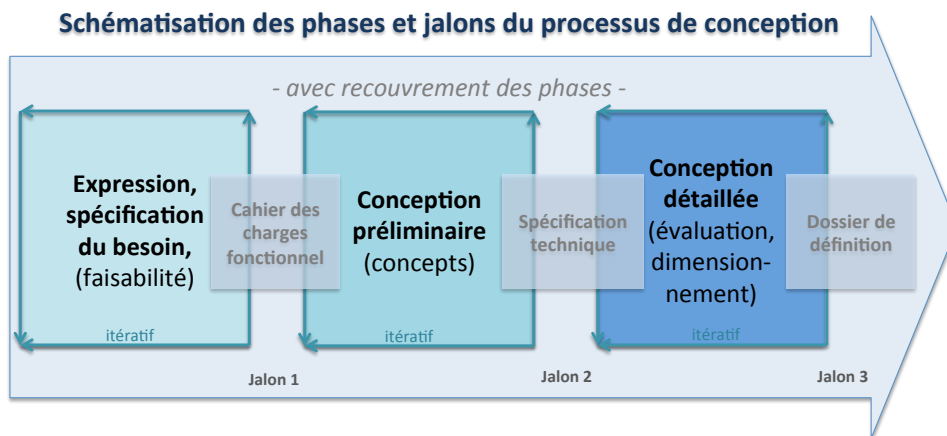 Schématisation des phases et jalons du processus de conception
- avec recouvrement des phases -
Expression,
spécification
du besoin,
(faisabilité)
itératif
Cahier des
charges
fonctionnel
Jalon 1
Conception
préliminaire
(concepts)
itératif
Spécification
technique
Jalon 2
Conception
détaillée
(évaluation,
dimension-
nement)
itératif
Dossier de
définition
Jalon 3